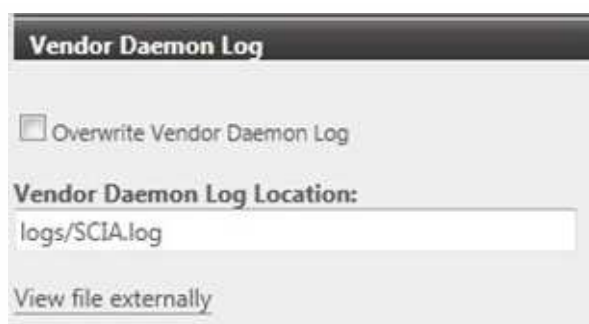 Vendor Daemon Log
Overwrite Vendor Daemon Log
Vendor Daemon Log Location:
logs/SCIA.log
View file externally